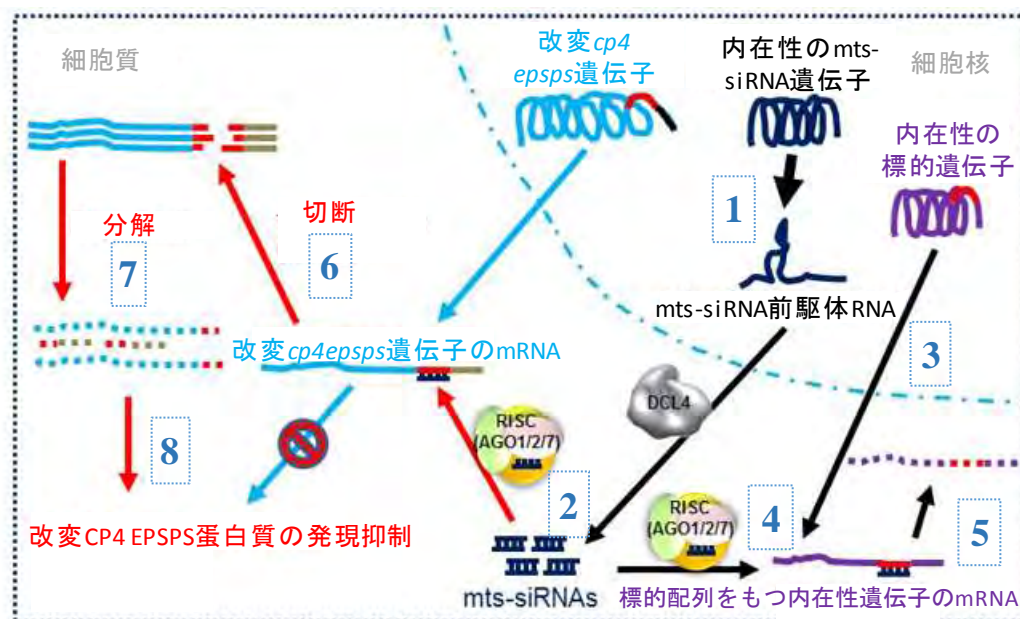 細胞質
改変cp4
epsps遺伝子
内在性のmts-
siRNA遺伝子
細胞核
内在性の
標的遺伝子
1
分解
7
切断
6
mts-siRNA前駆体RNA
3
改変cp4epsps遺伝子のmRNA
DCL4
8
RISC
(AGO1/2/7)
2
RISC
(AGO1/2/7)
4
5
改変CP4 EPSPS蛋白質の発現抑制
mts-siRNAs
標的配列をもつ内在性遺伝子のmRNA